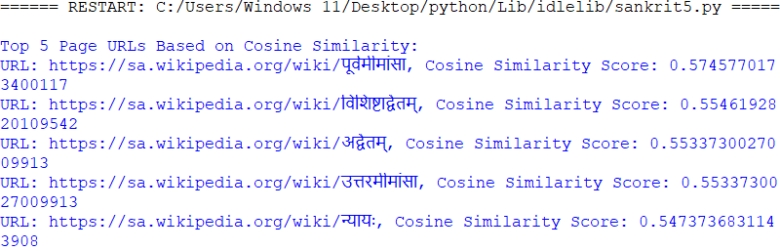 ====== RESTART: C:/Users/Windows 11/Desktop/python/Lib/idlelib/sankrit5.py =====
Top 5 Page URLs Based on Cosine Similarity:
URL: https://sa.wikipedia.org/wiki/पूर्वमीमांसा, Cosine Similarity Score: 0.574577017
3400117
URL: https://sa.wikipedia.org/wiki/विशिष्टाद्वैतम्, Cosine Similarity Score: 0.55461928
20109542
URL: https://sa.wikipedia.org/wiki/अद्वैतम्, Cosine Similarity Score: 0.55337300270
09913
URL: https://sa.wikipedia.org/wiki/उत्तरमीमांसा, Cosine Similarity Score: 0.55337300
27009913
URL: https://sa.wikipedia.org/wiki/न्यायः, Cosine Similarity Score: 0.547373683114
3908